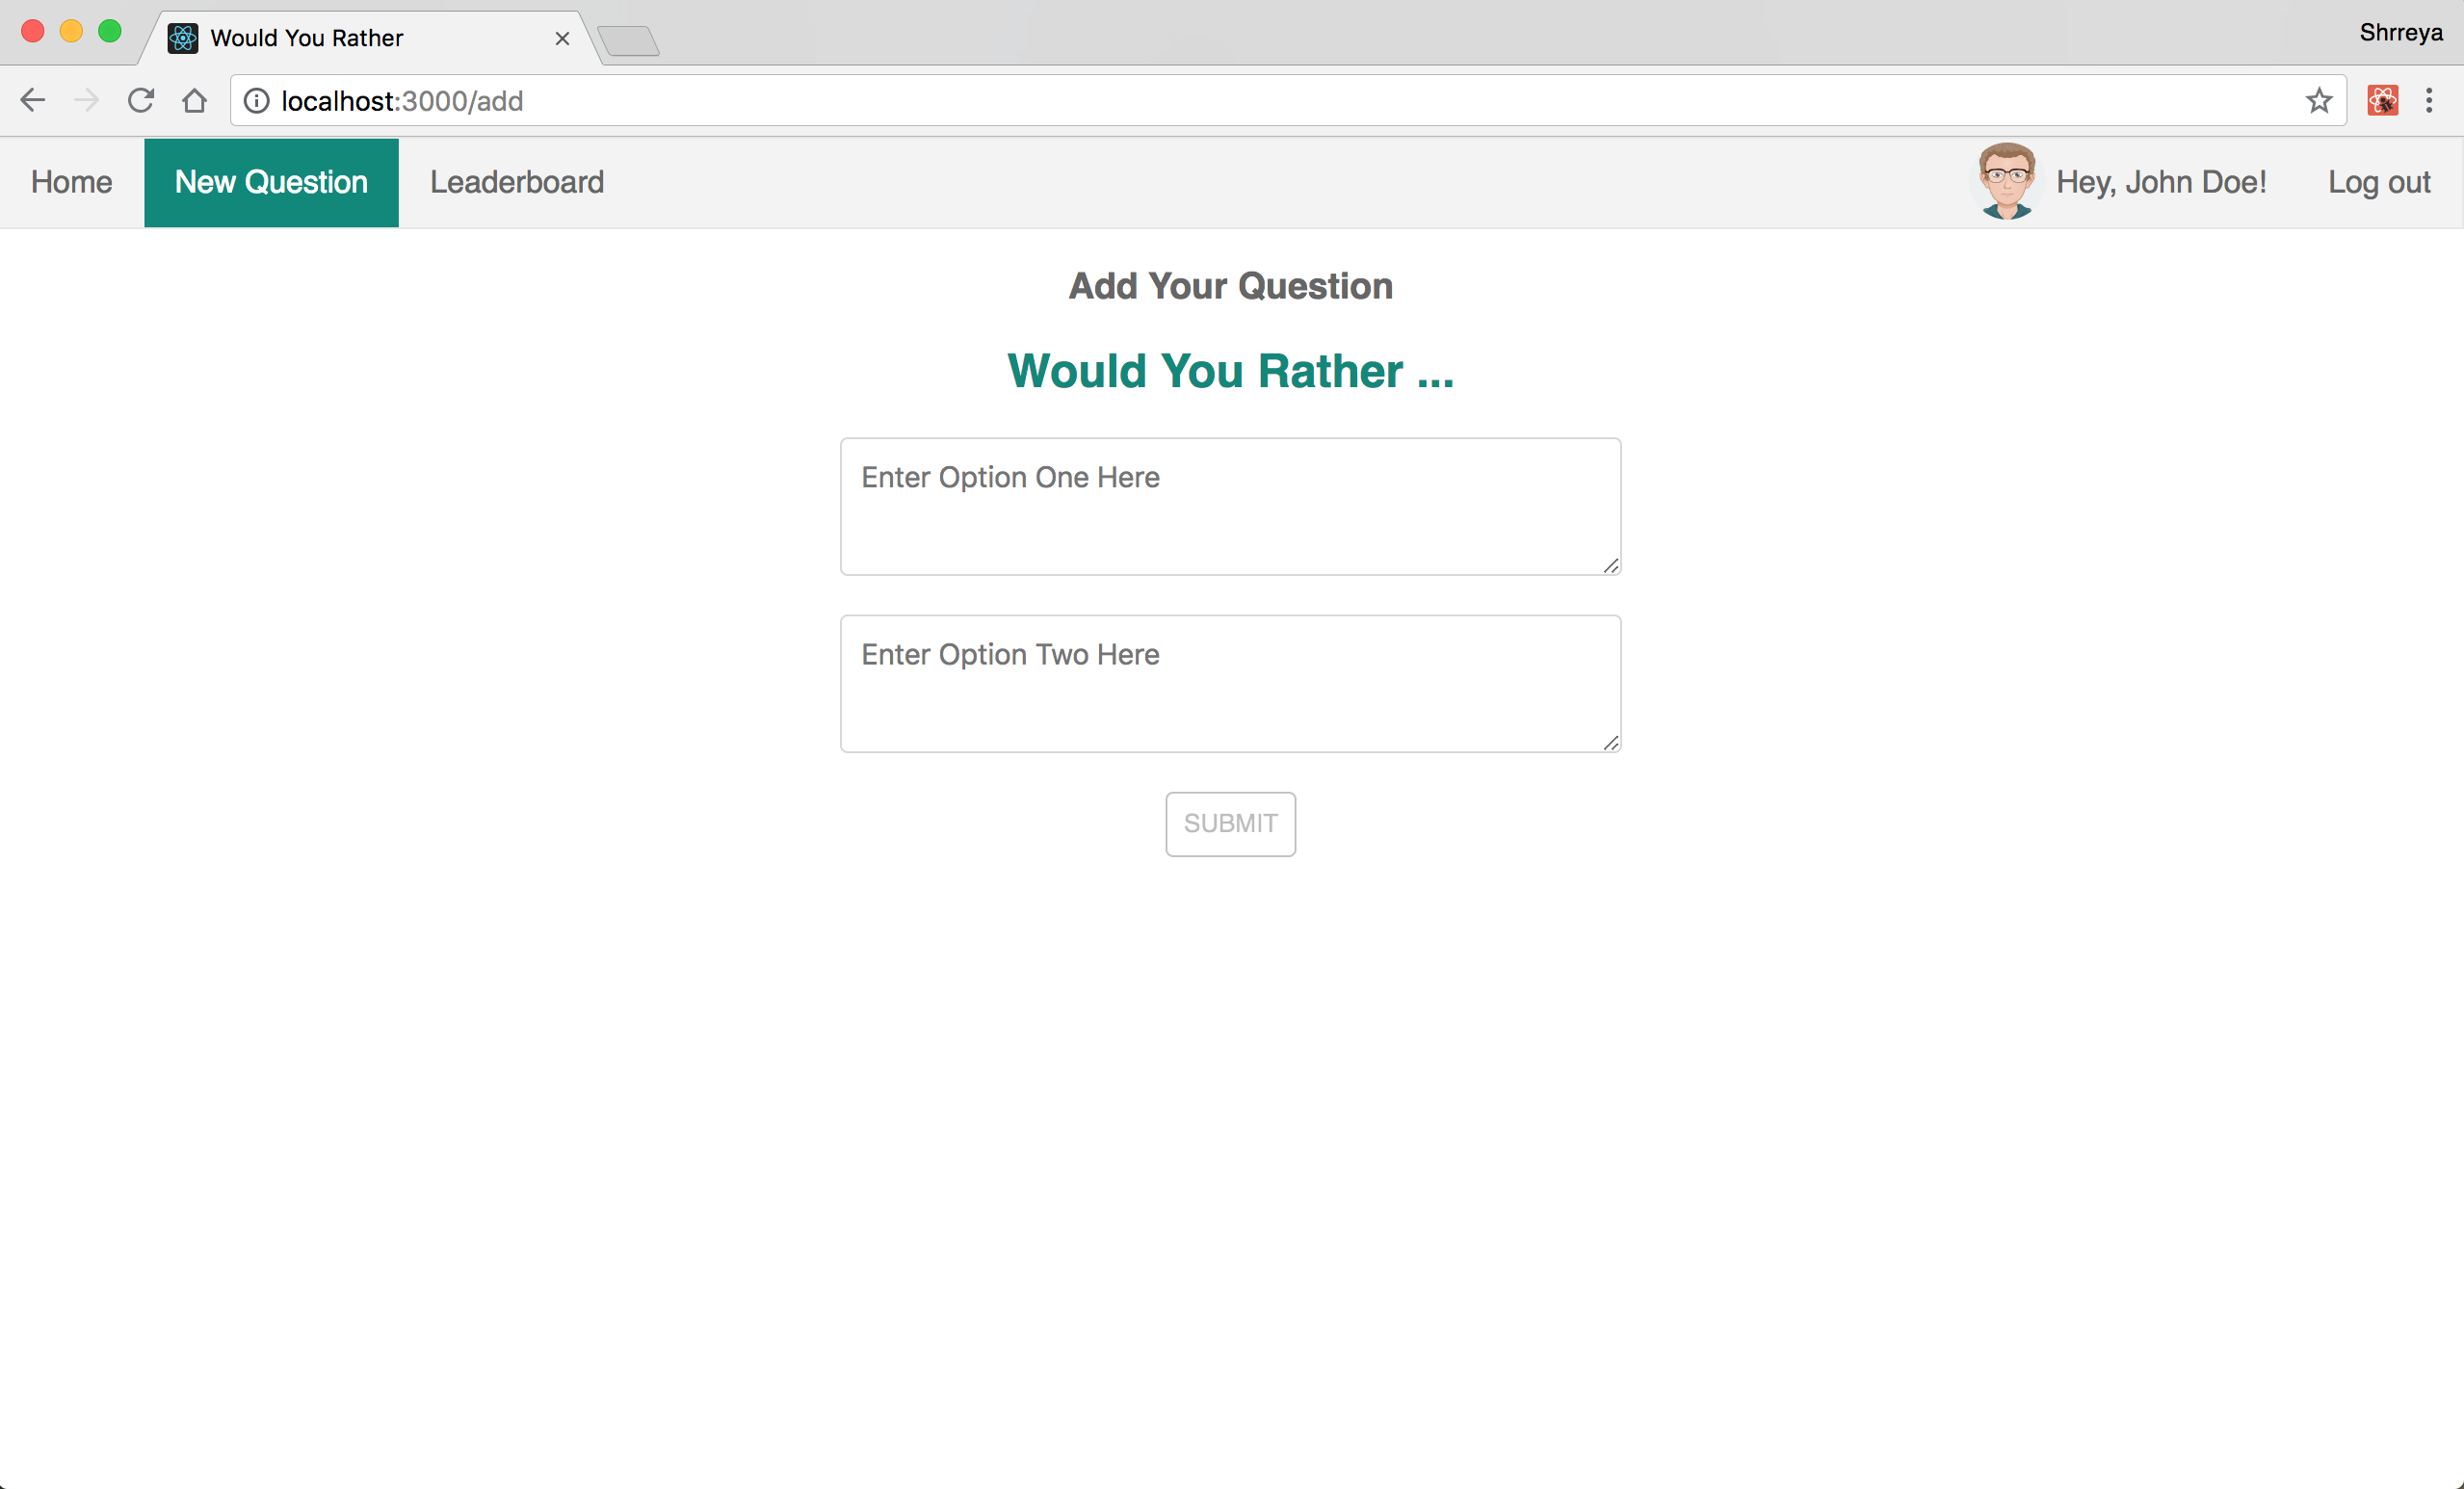 Would You Rather
Shrreya
localhost:3000/add
Home New Question Leaderboard Hey, John Doe! Log out
Add Your Question
Would You Rather ...
Enter Option One Here
Enter Option Two Here
SUBMIT